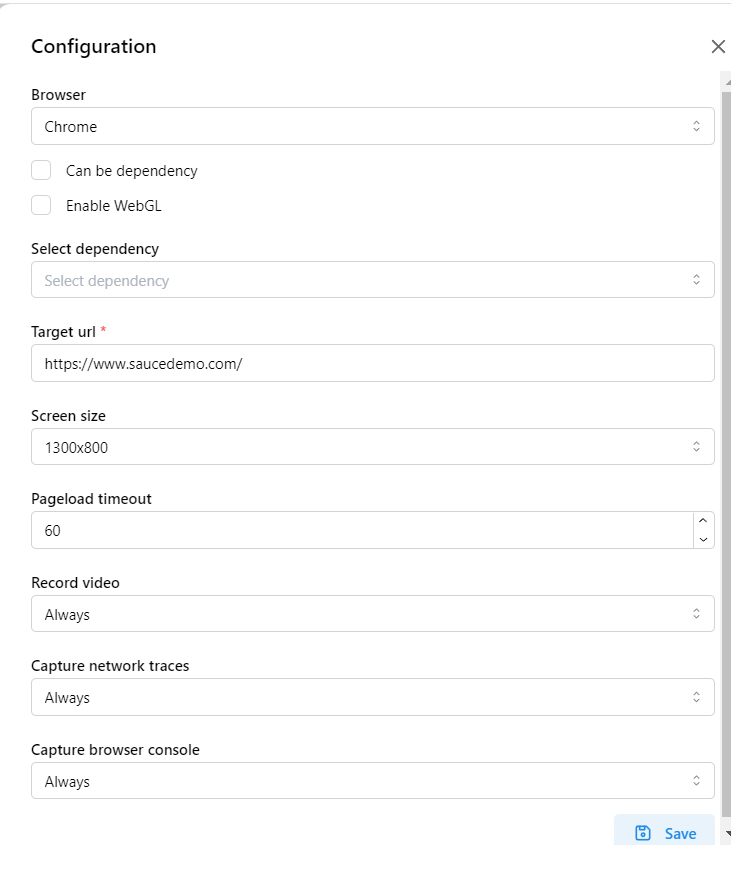 Configuration
Browser
Chrome
Can be dependency
Enable WebGL
Select dependency
Select dependency
Target url *
https://www.saucedemo.com/
Screen size
1300x800
Pageload timeout
60
Record video
Always
Capture network traces
Always
Capture browser console
Always
Save